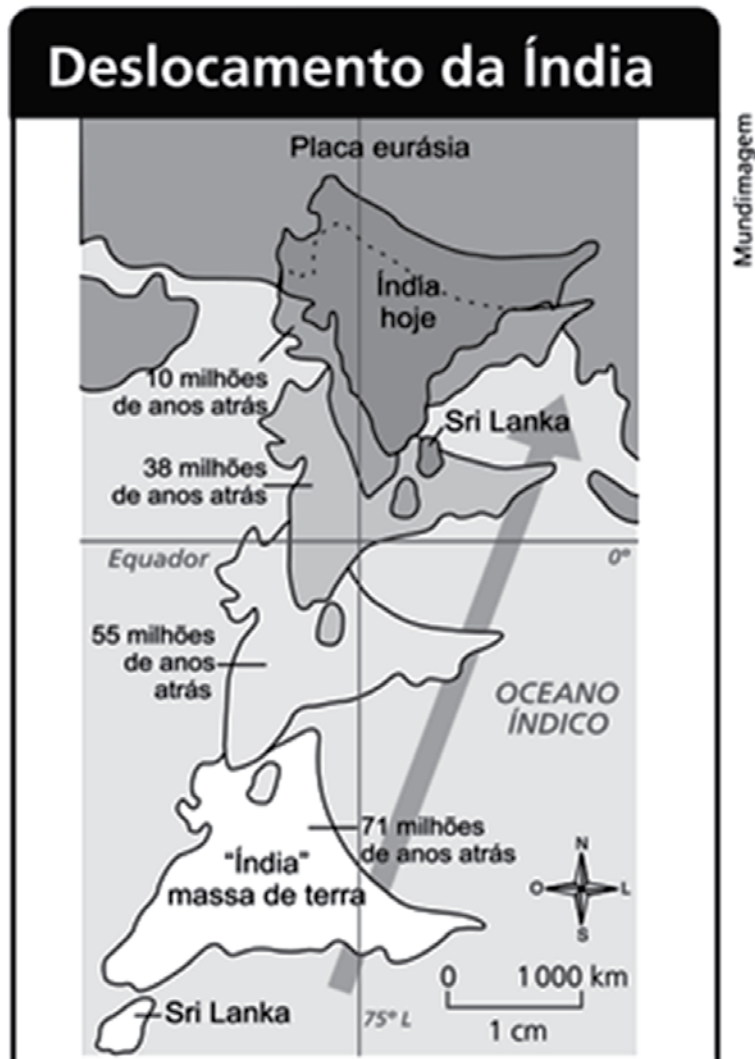 Deslocamento da Índia
Mundimagem
Placa eurásia
Índia
hoje
10 milhões
de anos atrás
Sri Lanka
38 milhões
de anos atrás
Equador
0º
55 milhões
de anos
atrás
OCEANO
ÍNDICO
71 milhões
de anos atrás
"Índia"
massa de terra
N
O
L
S
0
1 000 km
1 cm
Sri Lanka
75º L